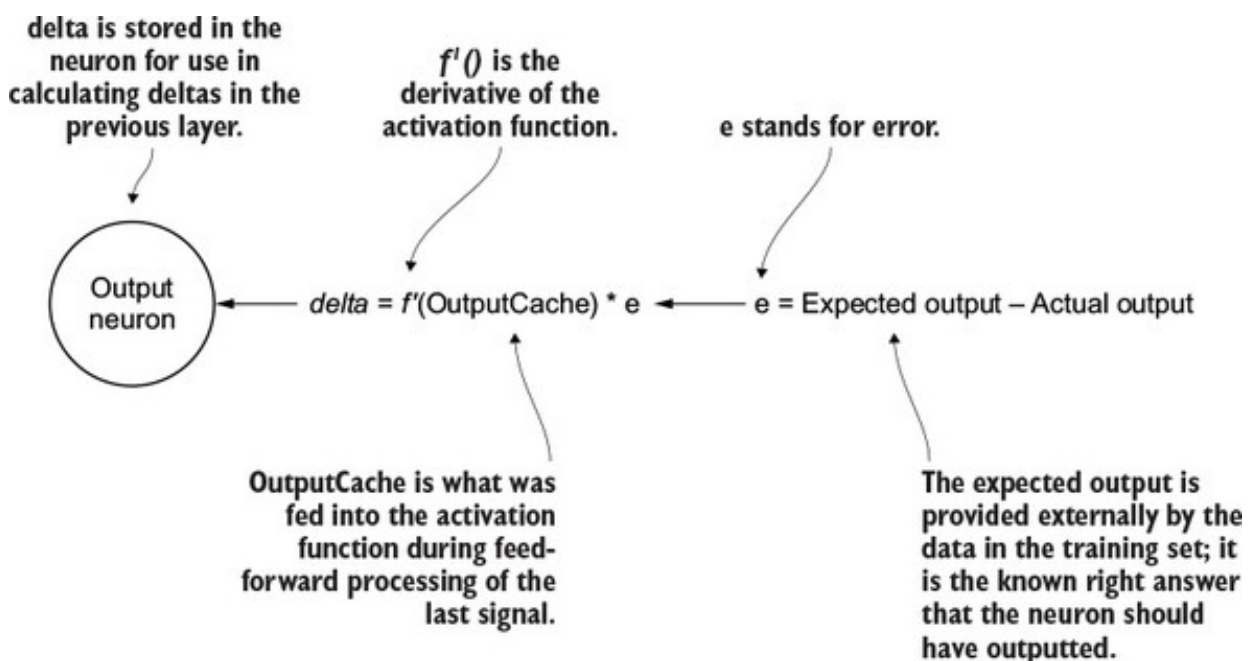 delta is stored in the
neuron for use in
calculating deltas in the
previous layer.
f'() is the
derivative of the
activation function.
e stands for error.
Output
neuron
delta = f'(OutputCache) * e
e = Expected output – Actual output
OutputCache is what was
fed into the activation
function during feed-
forward processing of the
last signal.
The expected output is
provided externally by the
data in the training set; it
is the known right answer
that the neuron should
have outputted.